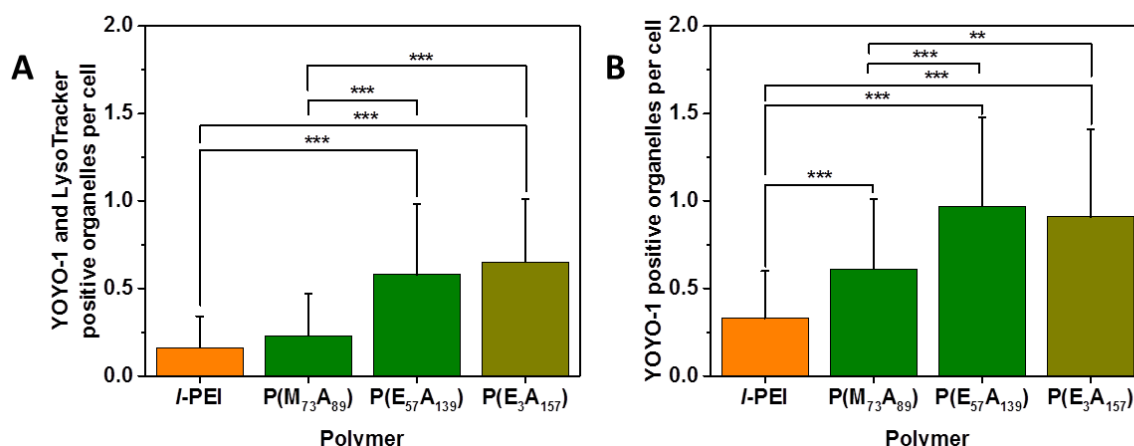 A
YOYO-1 and LysoTracker
positive organelles per cell
2.0
1.5
1.0
0.5
0.0
***
***
***
***
l-PEI
P(M₇₃A₈₉)
P(E₅₇A₁₃₉)
P(E₃A₁₅₇)
Polymer
B
YOYO-1 positive organelles per cell
2.0
1.5
1.0
0.5
0.0
**
***
***
***
***
l-PEI
P(M₇₃A₈₉)
P(E₅₇A₁₃₉)
P(E₃A₁₅₇)
Polymer